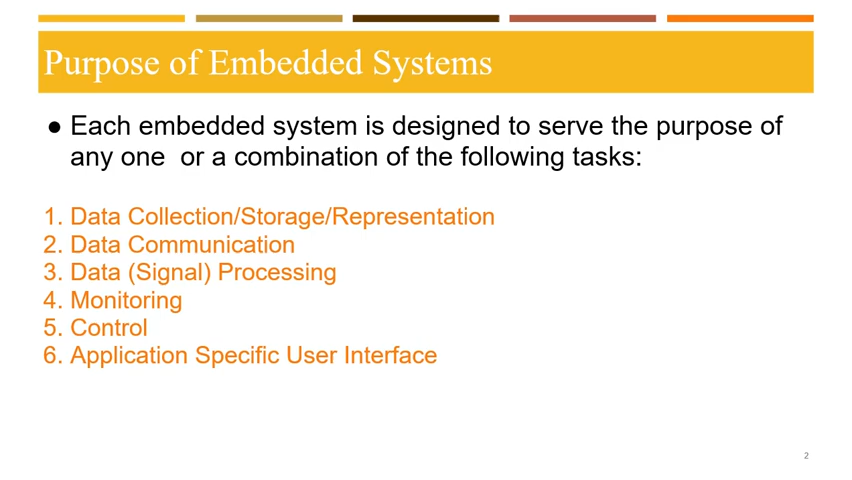 Purpose of Embedded Systems
● Each embedded system is designed to serve the purpose of
any one  or a combination of the following tasks:
1. Data Collection/Storage/Representation
2. Data Communication
3. Data (Signal) Processing
4. Monitoring
5. Control
6. Application Specific User Interface
2